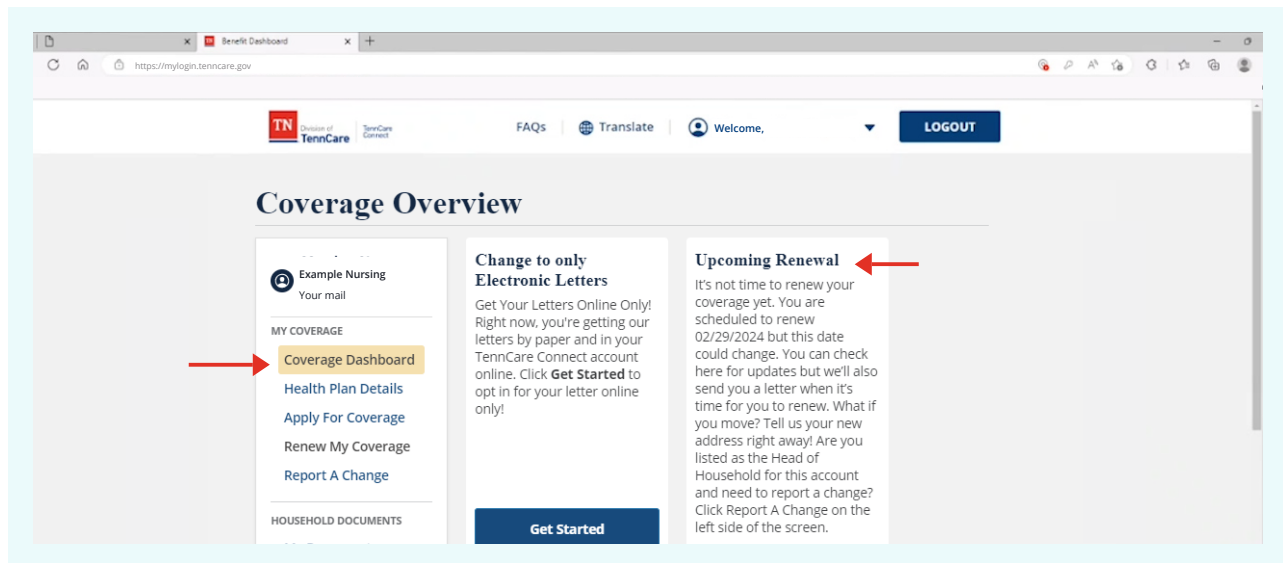 Benefit Dashboard
https://mylogin.tenncare.gov
TN Division of TennCare
TennCare Connect
FAQs
Translate
Welcome,
LOGOUT
Coverage Overview
Example Nursing
Your mail
MY COVERAGE
Coverage Dashboard
Health Plan Details
Apply For Coverage
Renew My Coverage
Report A Change
HOUSEHOLD DOCUMENTS
Change to only
Electronic Letters
Get Your Letters Online Only!
Right now, you're getting our
letters by paper and in your
TennCare Connect account
online. Click Get Started to
opt in for your letter online
only!
Get Started
Upcoming Renewal
It's not time to renew your
coverage yet. You are
scheduled to renew
02/29/2024 but this date
could change. You can check
here for updates but we'll also
send you a letter when it's
time for you to renew. What if
you move? Tell us your new
address right away! Are you
listed as the Head of
Household for this account
and need to report a change?
Click Report A Change on the
left side of the screen.